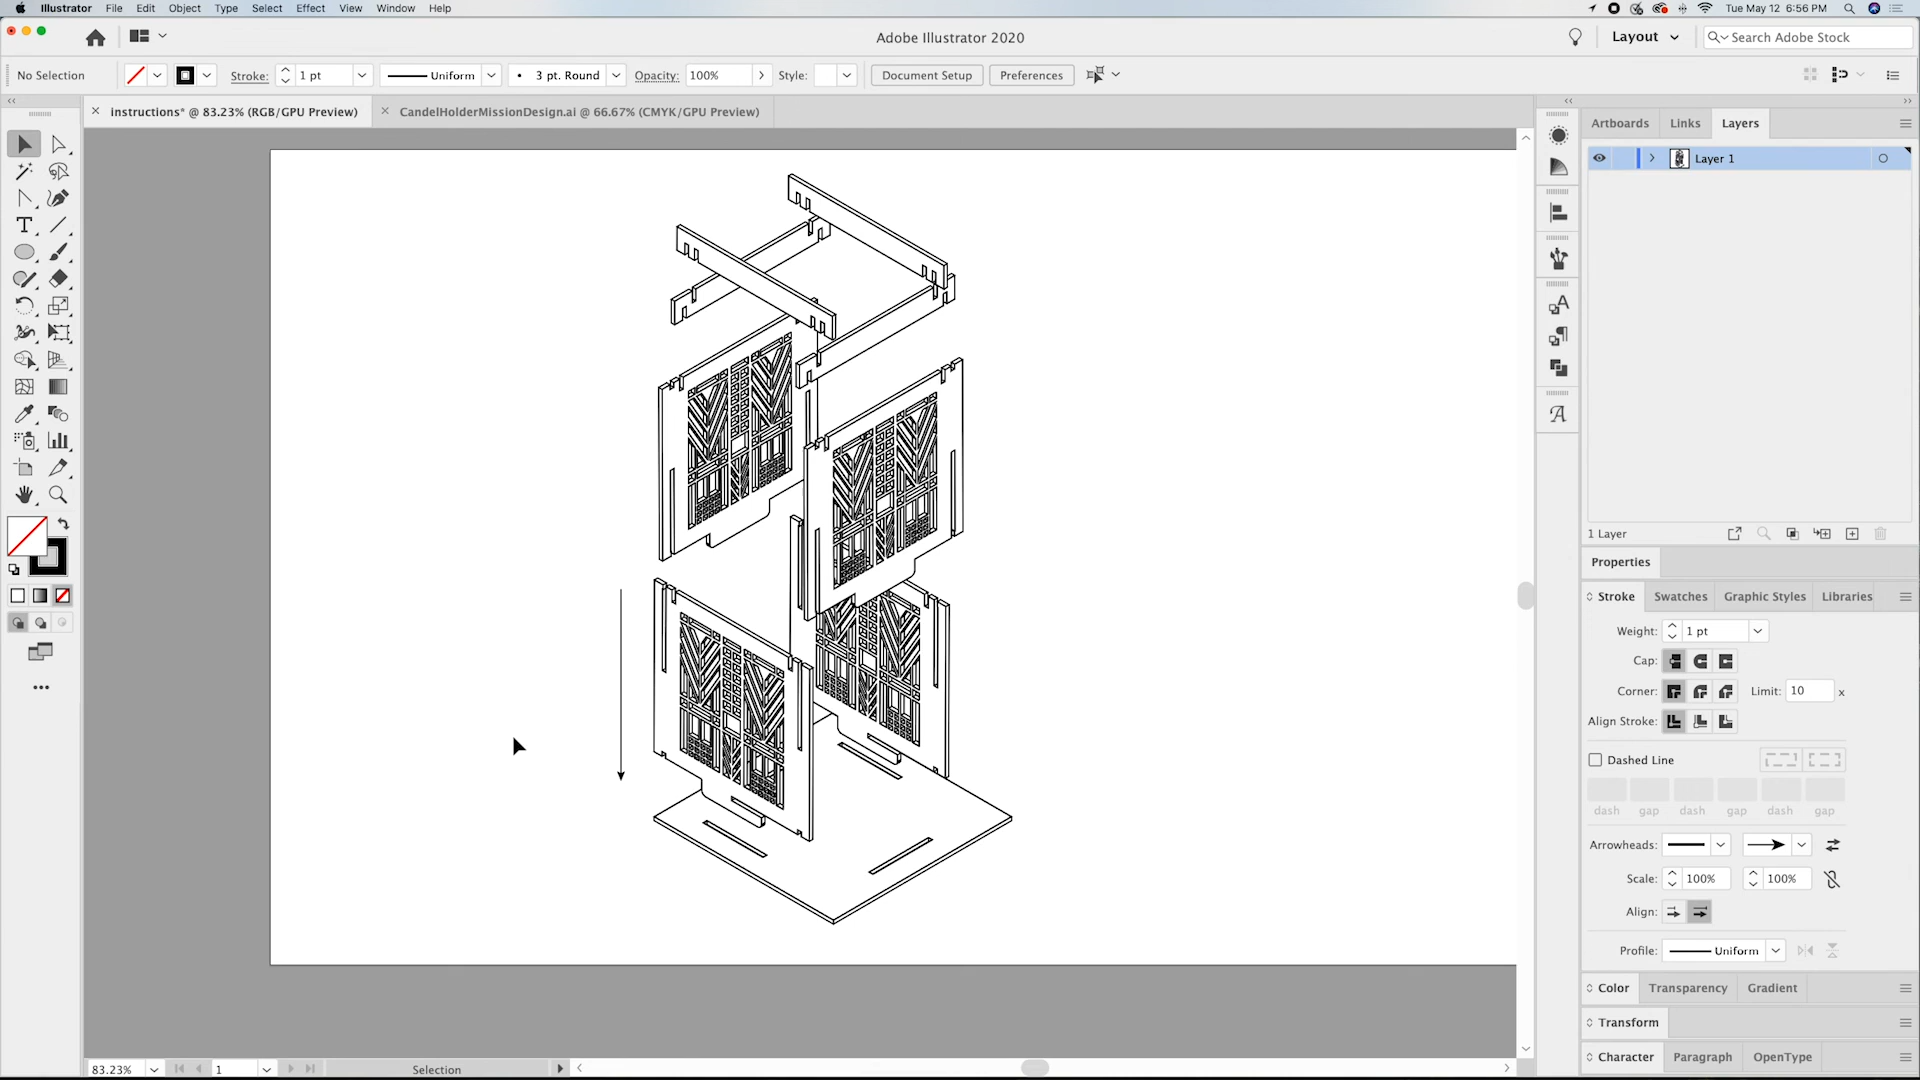 Illustrator File Edit Object Type Select Effect View Window Help Tue May 12 6:56 PM
Adobe Illustrator 2020 Layout Search Adobe Stock
No Selection Stroke: 1 pt Uniform 3 pt. Round Opacity: 100% Style: Document Setup Preferences
instructions* @ 83.23% (RGB/GPU Preview) CandelHolderMissionDesign.ai @ 66.67% (CMYK/GPU Preview)
Artboards Links Layers
Layer 1
1 Layer
Properties
Stroke Swatches Graphic Styles Libraries
Weight: 1 pt
Cap:
Corner: Limit: 10 x
Align Stroke:
Dashed Line
dash gap dash gap dash gap
Arrowheads:
Scale: 100% 100%
Align:
Profile: Uniform
Color Transparency Gradient
Transform
Character Paragraph OpenType
83.23% 1 Selection